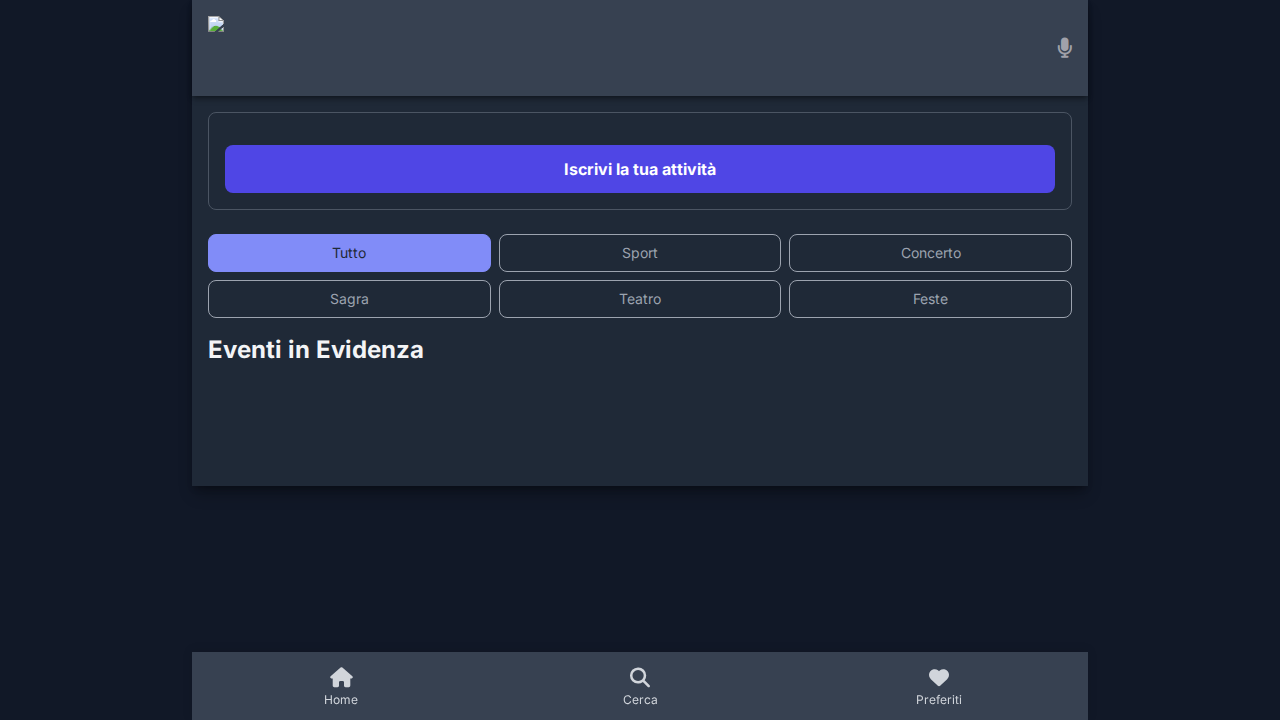 Iscrivi la tua attività
Tutto
Sport
Concerto
Sagra
Teatro
Feste
Eventi in Evidenza
Home
Cerca
Preferiti